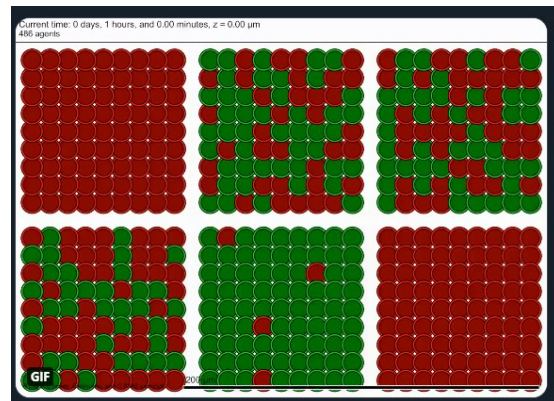 Current time: 0 days, 1 hours, and 0.00 minutes, z = 0.00 μm
486 agents
GIF